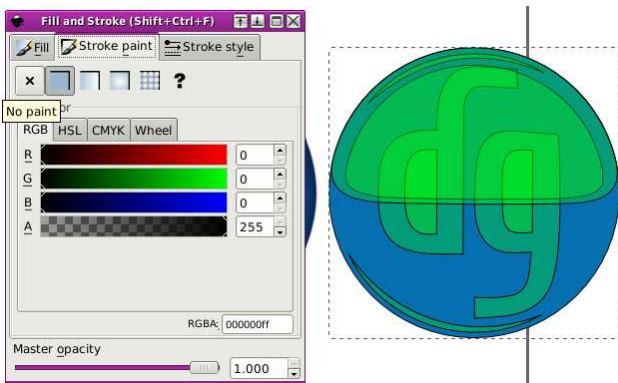 Fill and Stroke (Shift+Ctrl+F)
Fill Stroke paint Stroke style
× ?
No paint or
RGB HSL CMYK Wheel
R 0
G 0
B 0
A 255
RGBA: 000000ff
Master opacity
1.000
dg